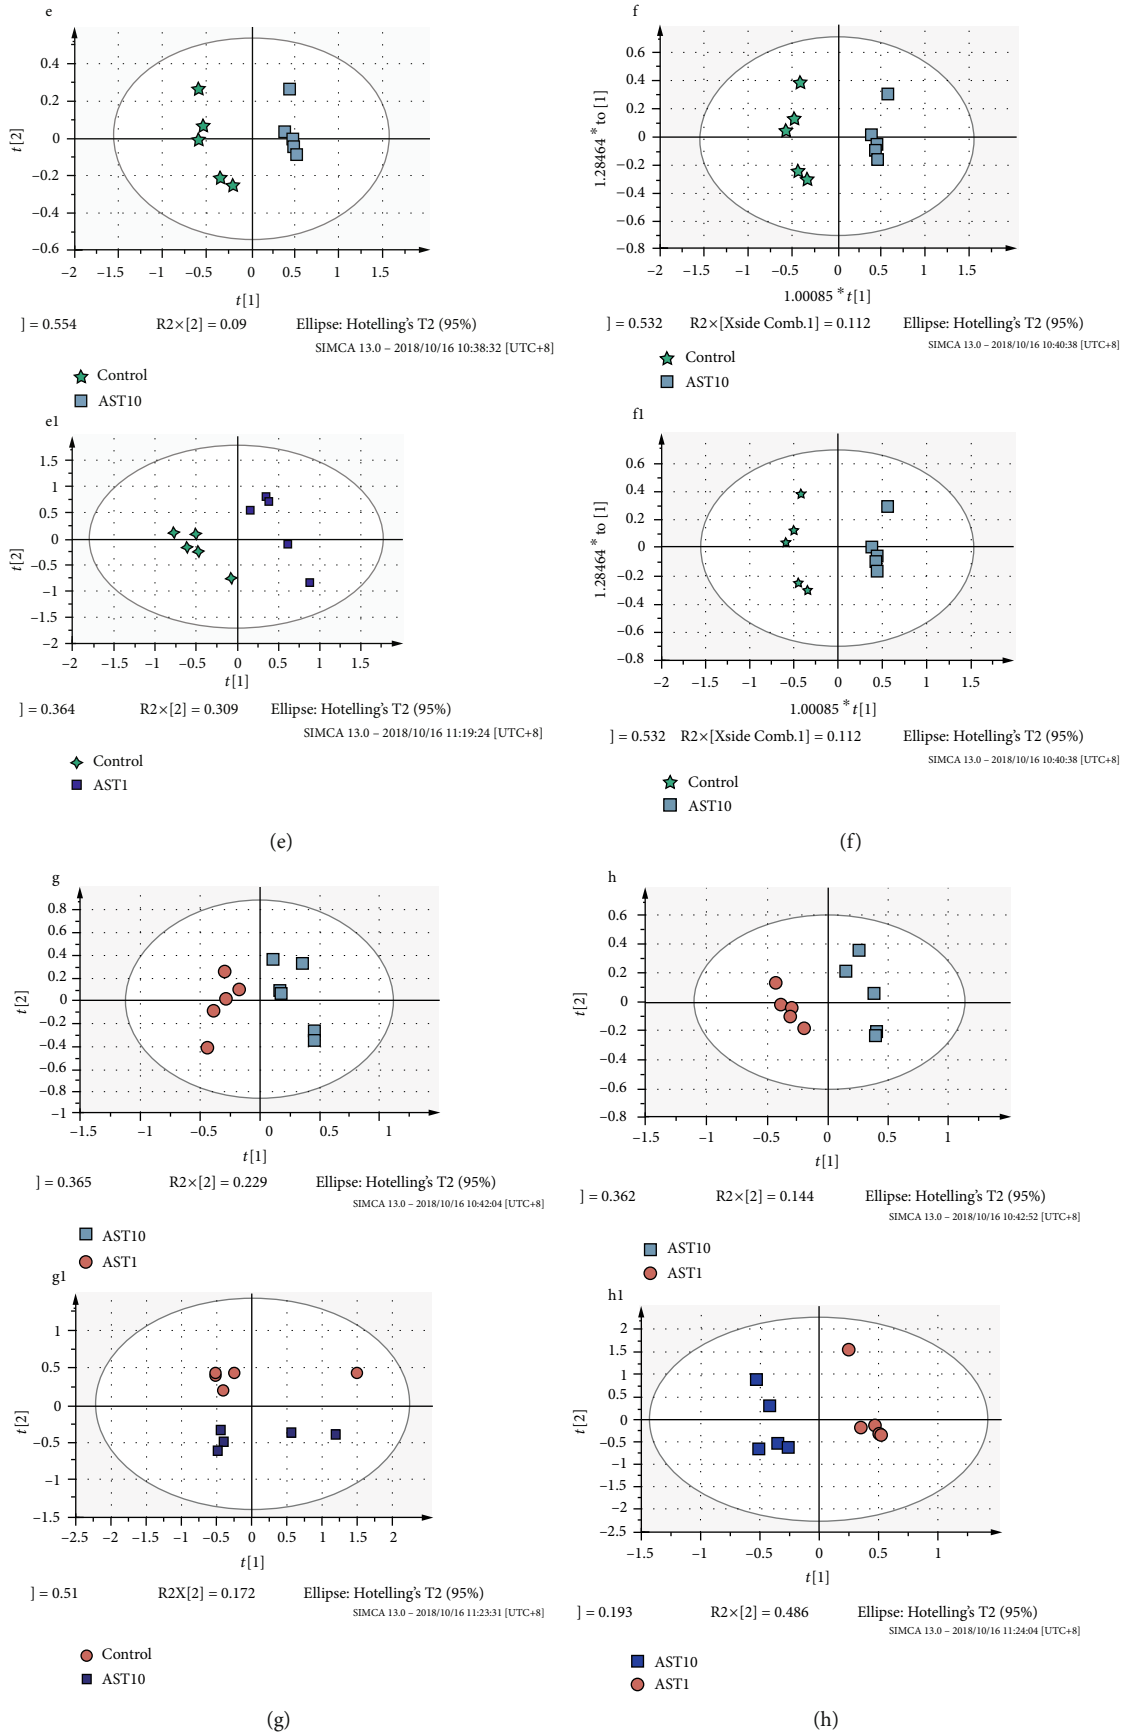 e
0.4
0.2
0
–0.2
–0.4
–0.6
t[2]
–2 –1 –1 –0.5 0 0.5 1 1.5
t[1]
] = 0.554 R2×[2] = 0.09 Ellipse: Hotelling's T2 (95%)
SIMCA 13.0 – 2018/10/16 10:38:32 [UTC+8]
Control
AST10
f
0.6
0.4
0.2
0
–0.2
–0.4
–0.6
–0.8
1.28464 * to [1]
–2 –1 –1 –0.5 0 0.5 1 1.5
1.00085 * t[1]
] = 0.532 R2×[Xside Comb.1] = 0.112 Ellipse: Hotelling's T2 (95%)
SIMCA 13.0 – 2018/10/16 10:40:38 [UTC+8]
Control
AST10
e1
1.5
1
0.5
0
–0.5
–1
–1.5
–2
t[2]
–2 –1.5 –1 –0.5 0 0.5 1 1.5
t[1]
] = 0.364 R2×[2] = 0.309 Ellipse: Hotelling's T2 (95%)
SIMCA 13.0 – 2018/10/16 11:19:24 [UTC+8]
Control
AST1
(e)
f1
0.6
0.4
0.2
0
–0.2
–0.4
–0.6
–0.8
1.28464 * to [1]
–2 –1 –1 –0.5 0 0.5 1 1.5
1.00085 * t[1]
] = 0.532 R2×[Xside Comb.1] = 0.112 Ellipse: Hotelling's T2 (95%)
SIMCA 13.0 – 2018/10/16 10:40:38 [UTC+8]
Control
AST10
(f)
g
0.8
0.6
0.4
0.2
0
–0.2
–0.4
–0.6
–0.8
–1
t[2]
–1.5 –1 –0.5 0 0.5 1
t[1]
] = 0.365 R2×[2] = 0.229 Ellipse: Hotelling's T2 (95%)
SIMCA 13.0 – 2018/10/16 10:42:04 [UTC+8]
AST10
AST1
h
0.6
0.4
0.2
0
–0.2
–0.4
–0.6
–0.8
t[2]
–1.5 –1 –0.5 0 0.5 1
t[1]
] = 0.362 R2×[2] = 0.144 Ellipse: Hotelling's T2 (95%)
SIMCA 13.0 – 2018/10/16 10:42:52 [UTC+8]
AST10
AST1
g1
1
0.5
0
–0.5
–1
–1.5
t[2]
–2.5 –2 –1.5 –1 –0.5 0 0.5 1 1.5 2
t[1]
] = 0.51 R2X[2] = 0.172 Ellipse: Hotelling's T2 (95%)
SIMCA 13.0 – 2018/10/16 11:23:31 [UTC+8]
Control
AST10
(g)
h1
2
1.5
1
0.5
0
–0.5
–1
–1.5
–2
–2.5
t[2]
–1.5 –1 –0.5 0 0.5 1
t[1]
] = 0.193 R2×[2] = 0.486 Ellipse: Hotelling's T2 (95%)
SIMCA 13.0 – 2018/10/16 11:24:04 [UTC+8]
AST10
AST1
(h)